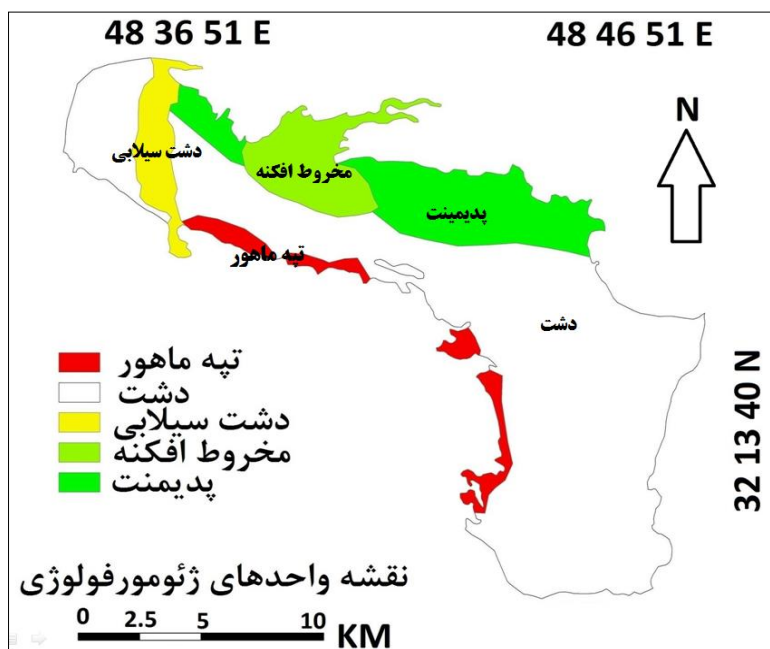 48 36 51 E
48 46 51 E
N
دشت سیلابی
مخروط افکنه
پدیمینت
تپه ماهور
دشت
32 13 40 N
تپه ماهور
دشت
دشت سیلابی
مخروط افکنه
پدیمنت
نقشه واحدهای ژئومورفولوژی
0 2.5 5 10
KM